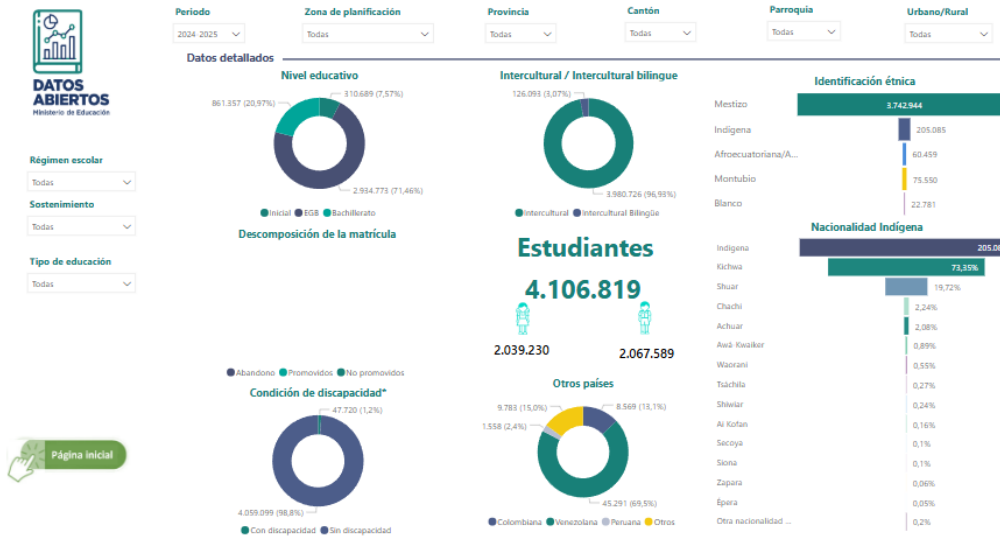 DATOS
ABIERTOS
Ministerio de Educación
Periodo
2024-2025
Zona de planificación
Todas
Provincia
Todas
Cantón
Todas
Parroquia
Todas
Urbano/Rural
Todas
Régimen escolar
Todas
Sostenimiento
Todas
Tipo de educación
Todas
Página inicial
Datos detallados
Nivel educativo
310.689 (7,57%)
861.357 (20,97%)
2.934.773 (71,46%)
Inicial EGB Bachillerato
Intercultural / Intercultural bilingue
126.093 (3,07%)
3.980.726 (96,93%)
Intercultural Intercultural Bilingüe
Identificación étnica
Mestizo 3.742.944
Indígena 205.085
Afroecuatoriana/A... 60.459
Montubio 75.550
Blanco 22.781
Descomposición de la matrícula
Abandono Promovidos No promovidos
Estudiantes
4.106.819
2.039.230
2.067.589
Nacionalidad Indígena
Indígena 205.08
Kichwa 73,35%
Shuar 19,72%
Chachi 2,24%
Achuar 2,08%
Awá-Kwaiker 0,89%
Waorani 0,55%
Tsáchila 0,27%
Shiwiar 0,24%
Ai Kofan 0,16%
Secoya 0,1%
Siona 0,1%
Zapara 0,06%
Épera 0,05%
Otra nacionalidad ... 0,2%
Condición de discapacidad*
47.720 (1,2%)
4.059.099 (98,8%)
Con discapacidad Sin discapacidad
Otros países
9.783 (15,0%)
8.569 (13,1%)
1.558 (2,4%)
45.291 (69,5%)
Colombiana Venezolana Peruana Otros